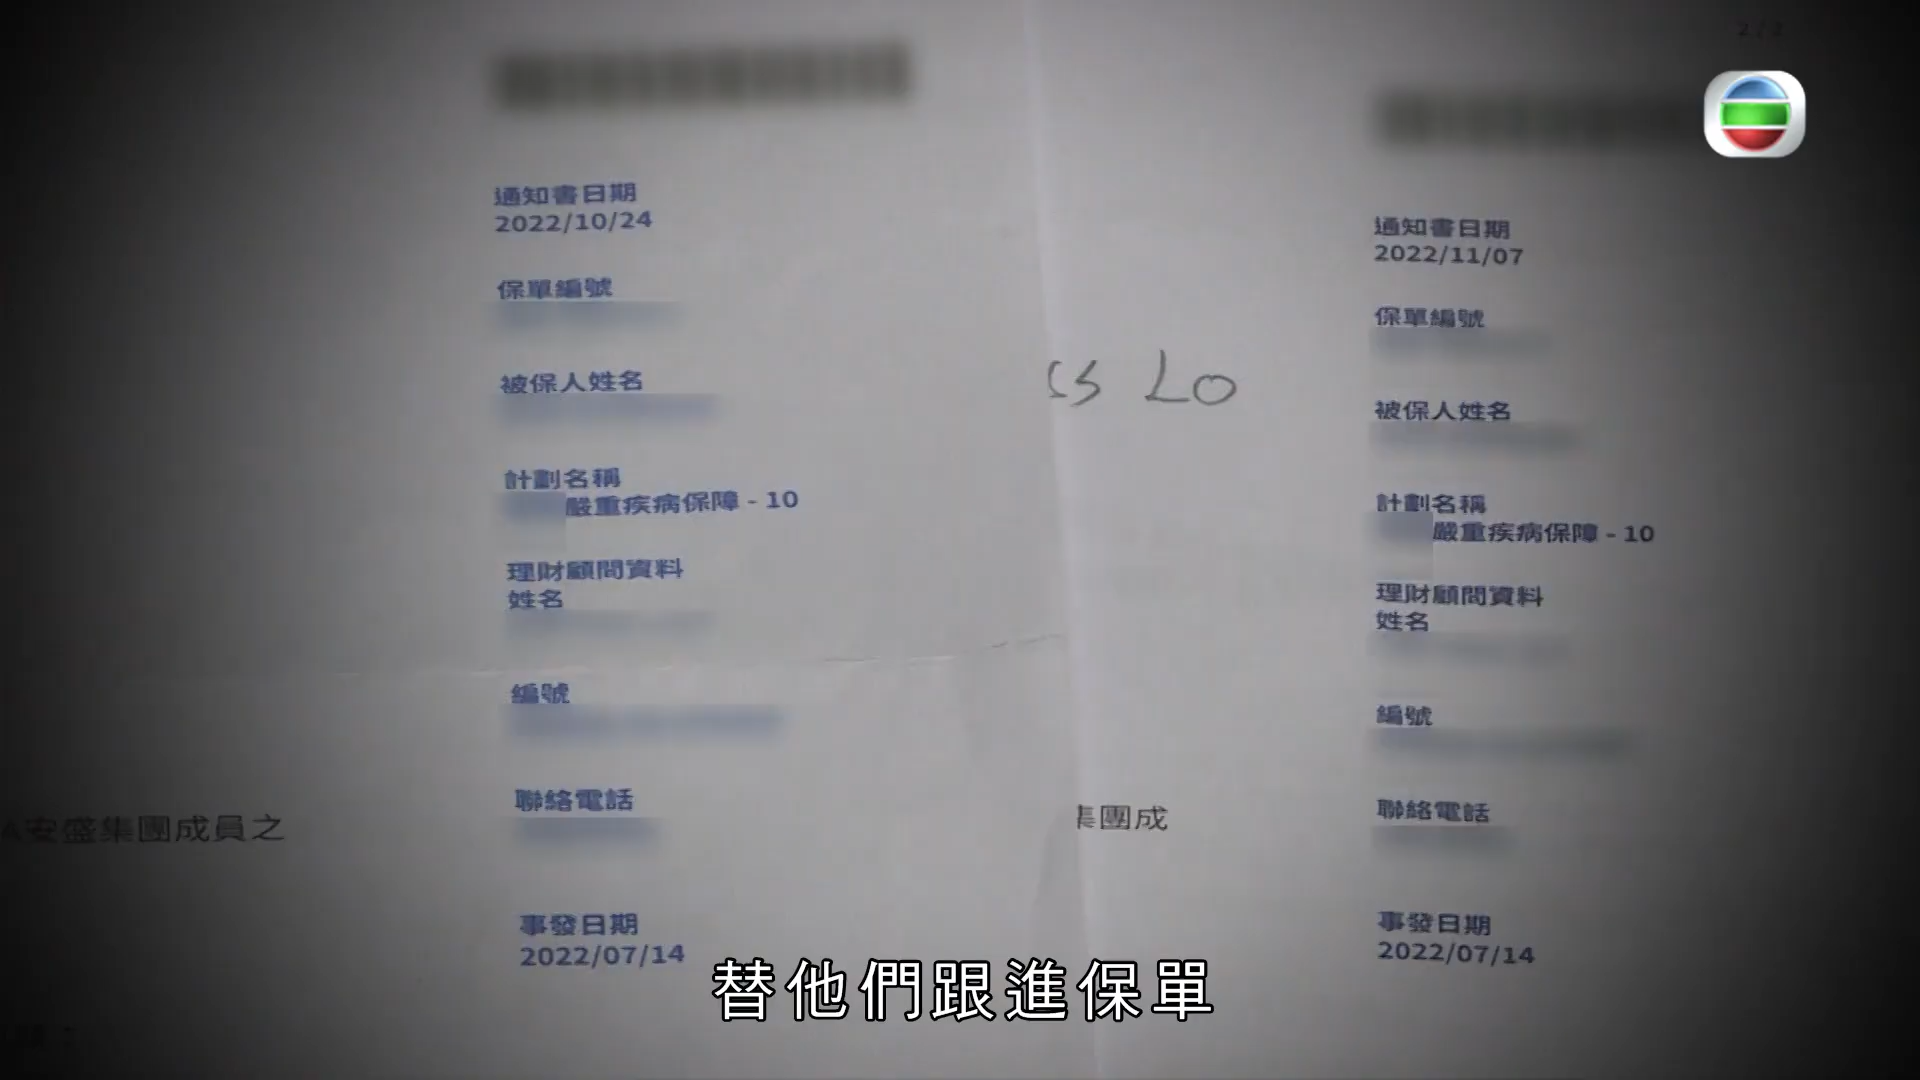 通知書日期
2022/10/24
保單編號
被保人姓名
計劃名稱
嚴重疾病保障 - 10
理財顧問資料
姓名
編號
聯絡電話
事發日期
2022/07/14
安盛集團成員之
LO
集團成
通知書日期
2022/11/07
保單編號
被保人姓名
計劃名稱
嚴重疾病保障 - 10
理財顧問資料
姓名
編號
聯絡電話
事發日期
2022/07/14
替他們跟進保單